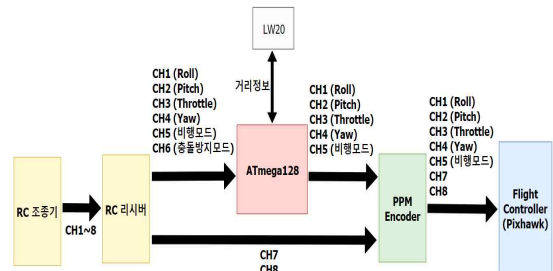 LW20
거리정보
CH1 (Roll)
CH2 (Pitch)
CH3 (Throttle)
CH4 (Yaw)
CH5 (비행모드)
CH6 (충돌방지모드)
CH1 (Roll)
CH2 (Pitch)
CH3 (Throttle)
CH4 (Yaw)
CH5 (비행모드)
CH1 (Roll)
CH2 (Pitch)
CH3 (Throttle)
CH4 (Yaw)
CH5 (비행모드)
CH7
CH8
ATmega128
RC 조종기
CH1~8
RC 리시버
PPM
Encoder
Flight
Controller
(Pixhawk)
CH7
CH8